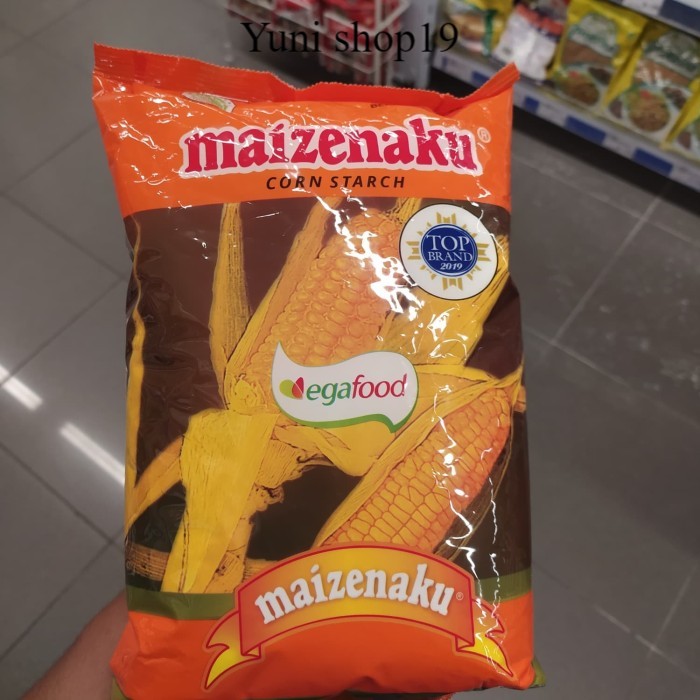 Yuni shop19
maizenaku®
CORN STARCH
TOP
BRAND
2019
egafood
maizenaku®